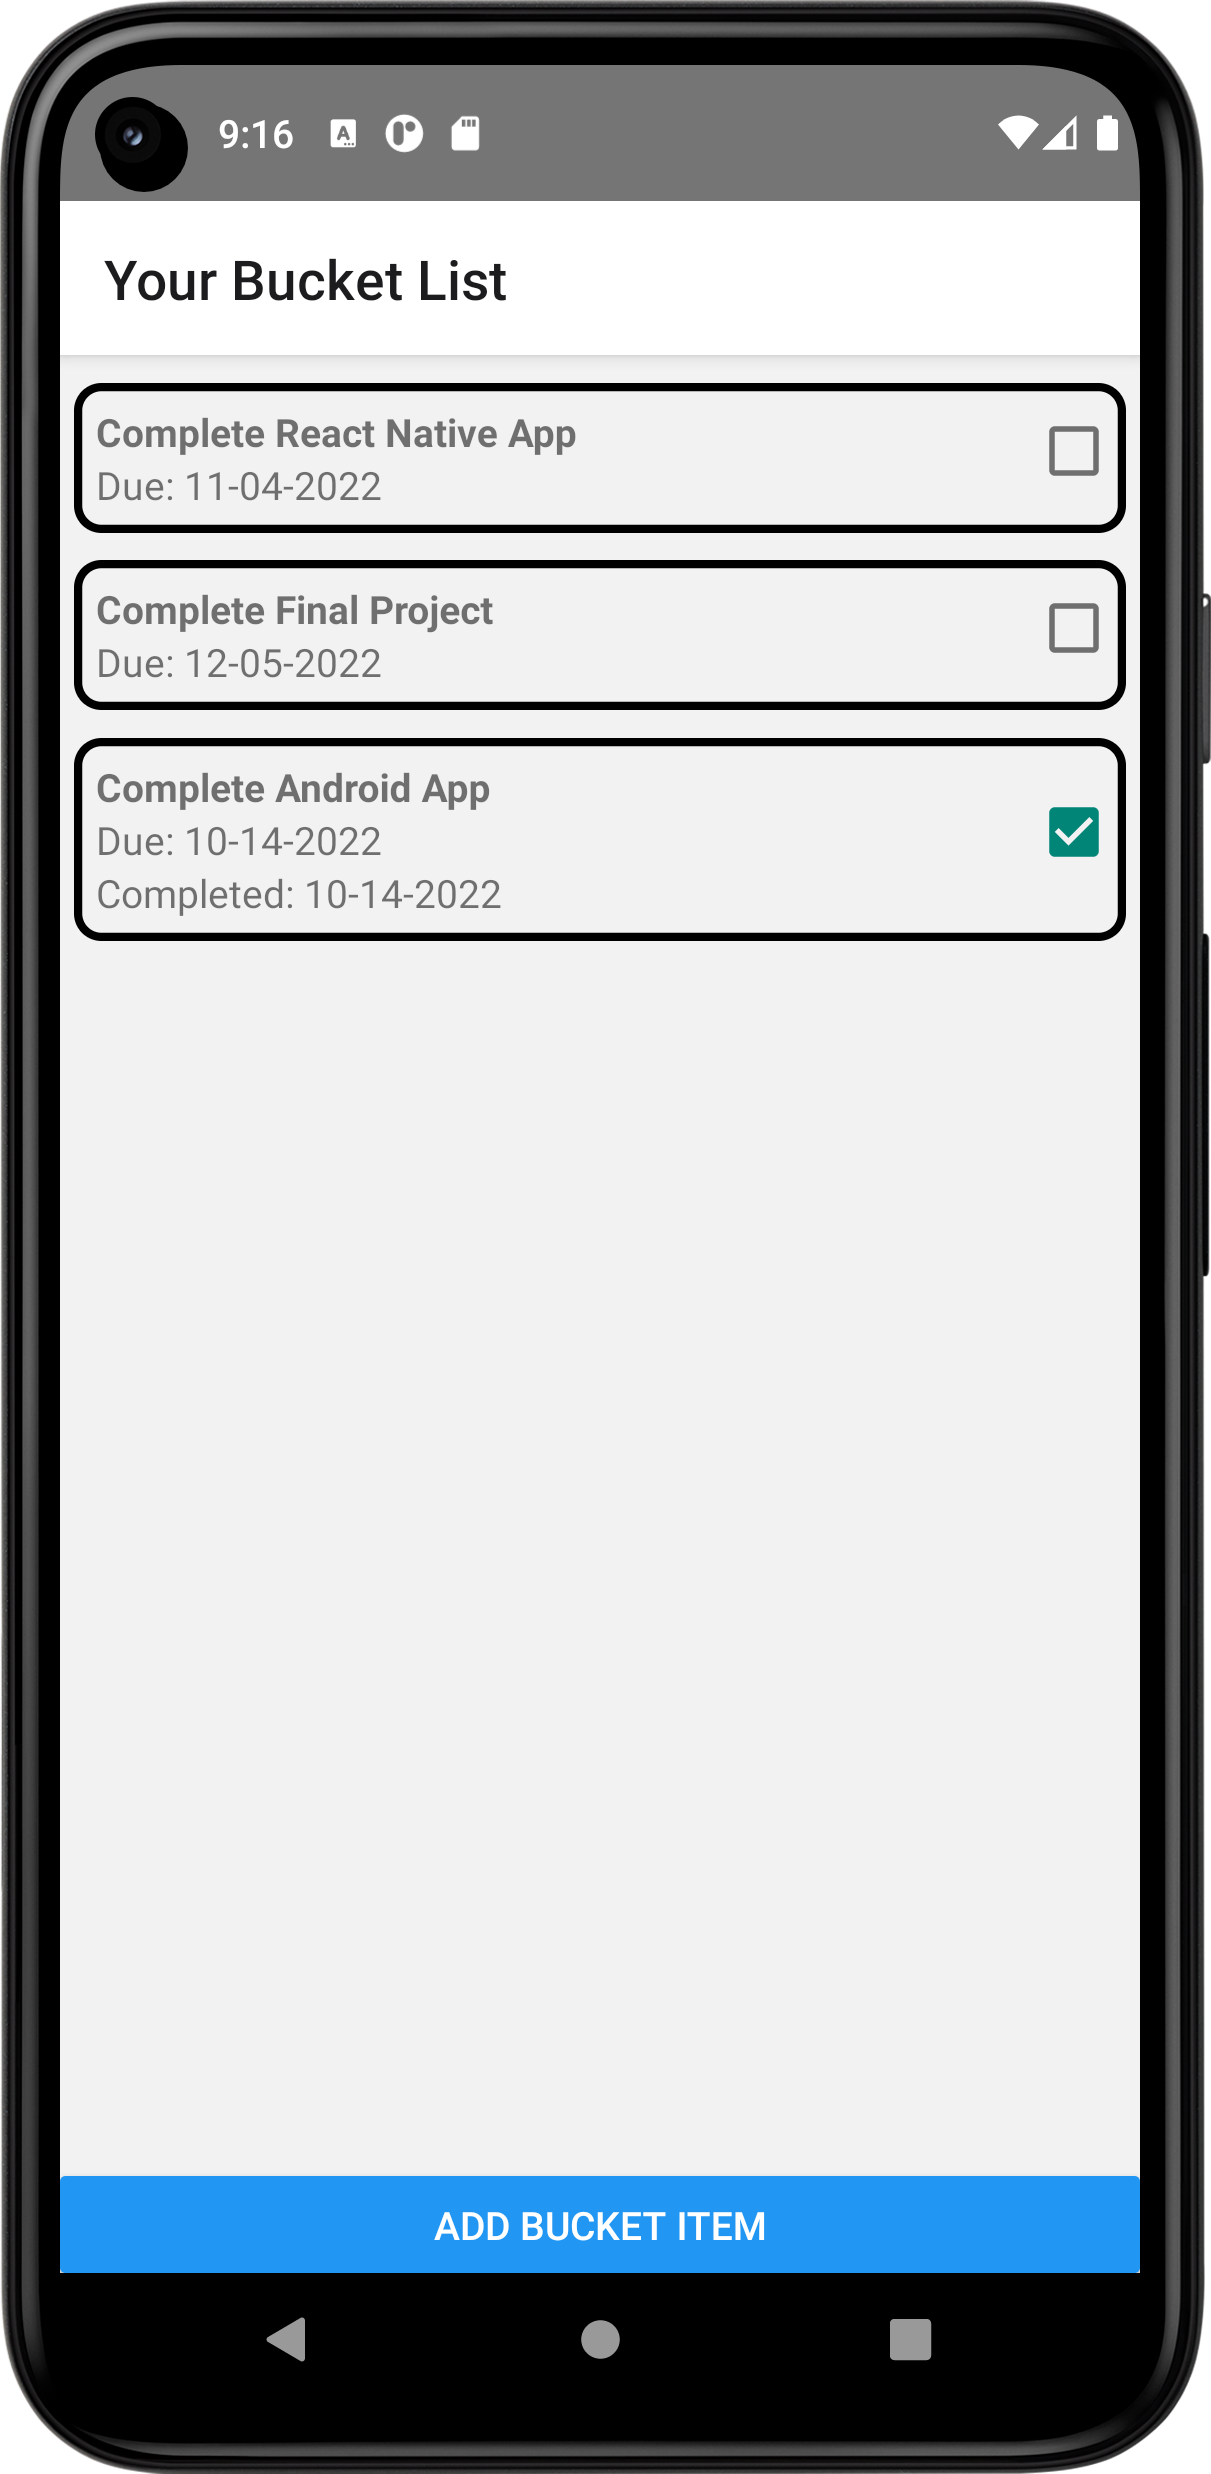 9:16
Your Bucket List
Complete React Native App
Due: 11-04-2022
Complete Final Project
Due: 12-05-2022
Complete Android App
Due: 10-14-2022
Completed: 10-14-2022
ADD BUCKET ITEM